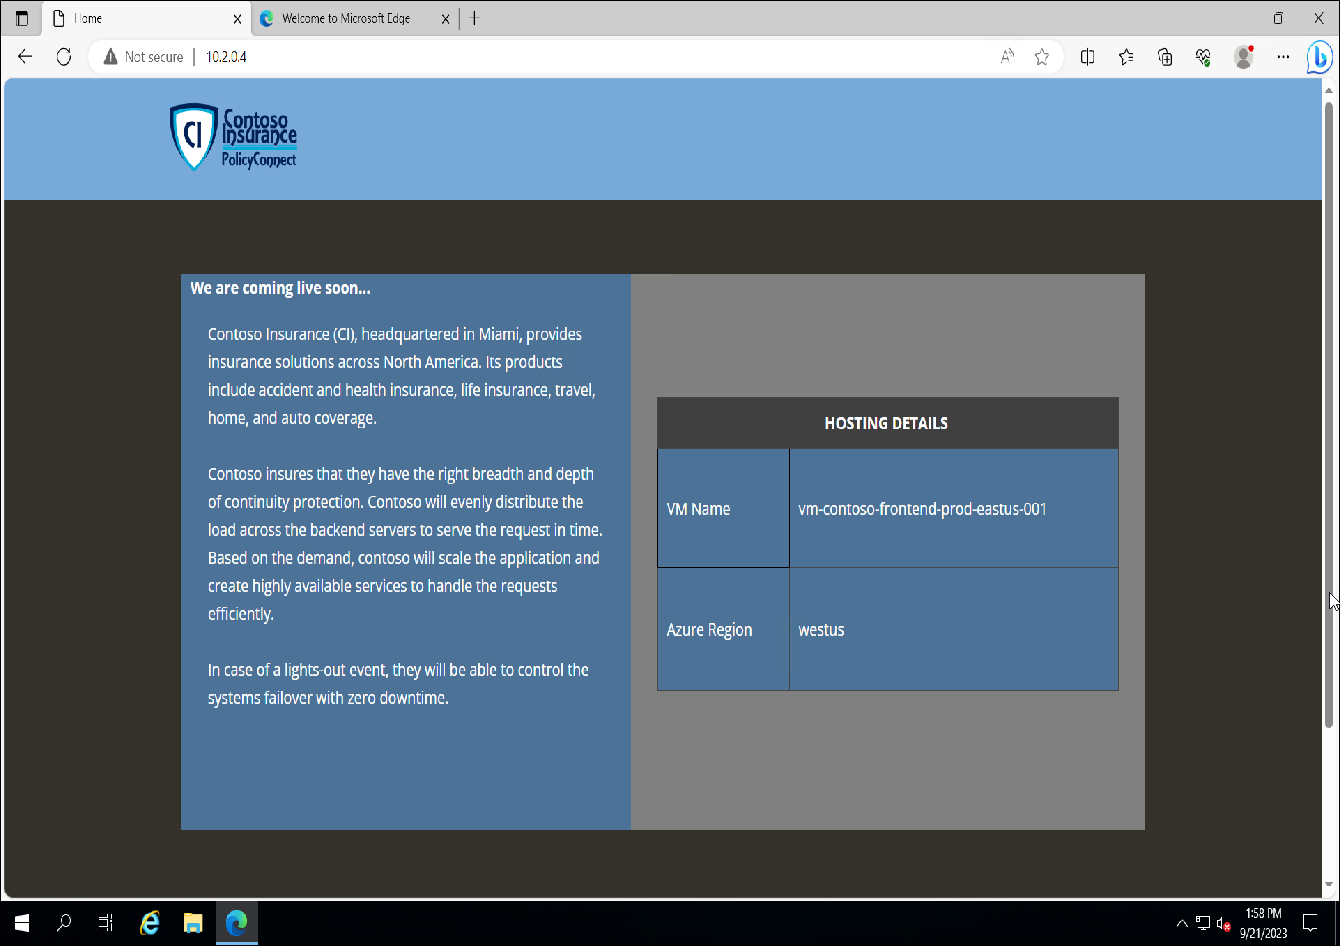 Home
Welcome to Microsoft Edge
Not secure
10.2.0.4
CI
Contoso
Insurance
PolicyConnect
We are coming live soon...
Contoso Insurance (CI), headquartered in Miami, provides
insurance solutions across North America. Its products
include accident and health insurance, life insurance, travel,
home, and auto coverage.
Contoso insures that they have the right breadth and depth
of continuity protection. Contoso will evenly distribute the
load across the backend servers to serve the request in time.
Based on the demand, contoso will scale the application and
create highly available services to handle the requests
efficiently.
In case of a lights-out event, they will be able to control the
systems failover with zero downtime.
HOSTING DETAILS
VM Name
vm-contoso-frontend-prod-eastus-001
Azure Region
westus
1:58 PM
9/21/2023